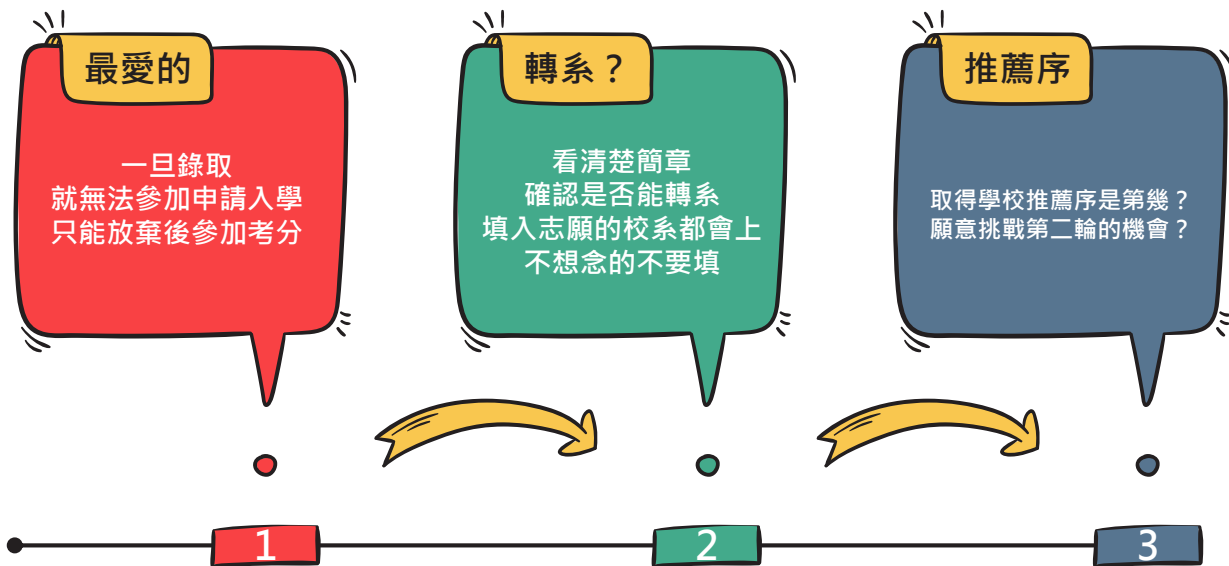 最愛的
一旦錄取
就無法參加申請入學
只能放棄後參加考分
轉系？
看清楚簡章
確認是否能轉系
填入志願的校系都會上
不想念的不要填
推薦序
取得學校推薦序是第幾？
願意挑戰第二輪的機會？
1
2
3